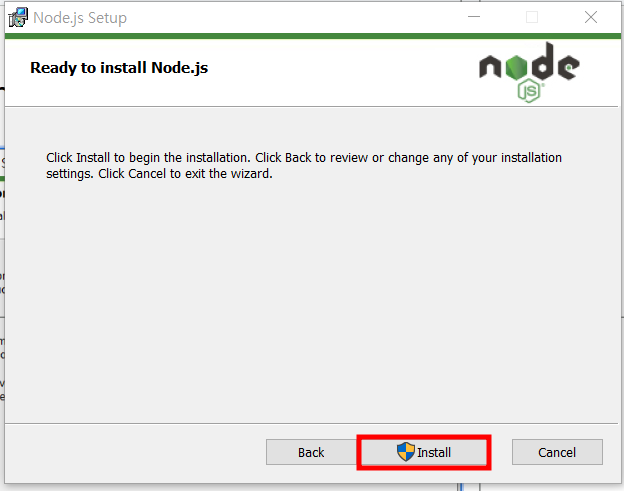 Node.js Setup
Ready to install Node.js
node
JS
Click Install to begin the installation. Click Back to review or change any of your installation
settings. Click Cancel to exit the wizard.
Back
Install
Cancel